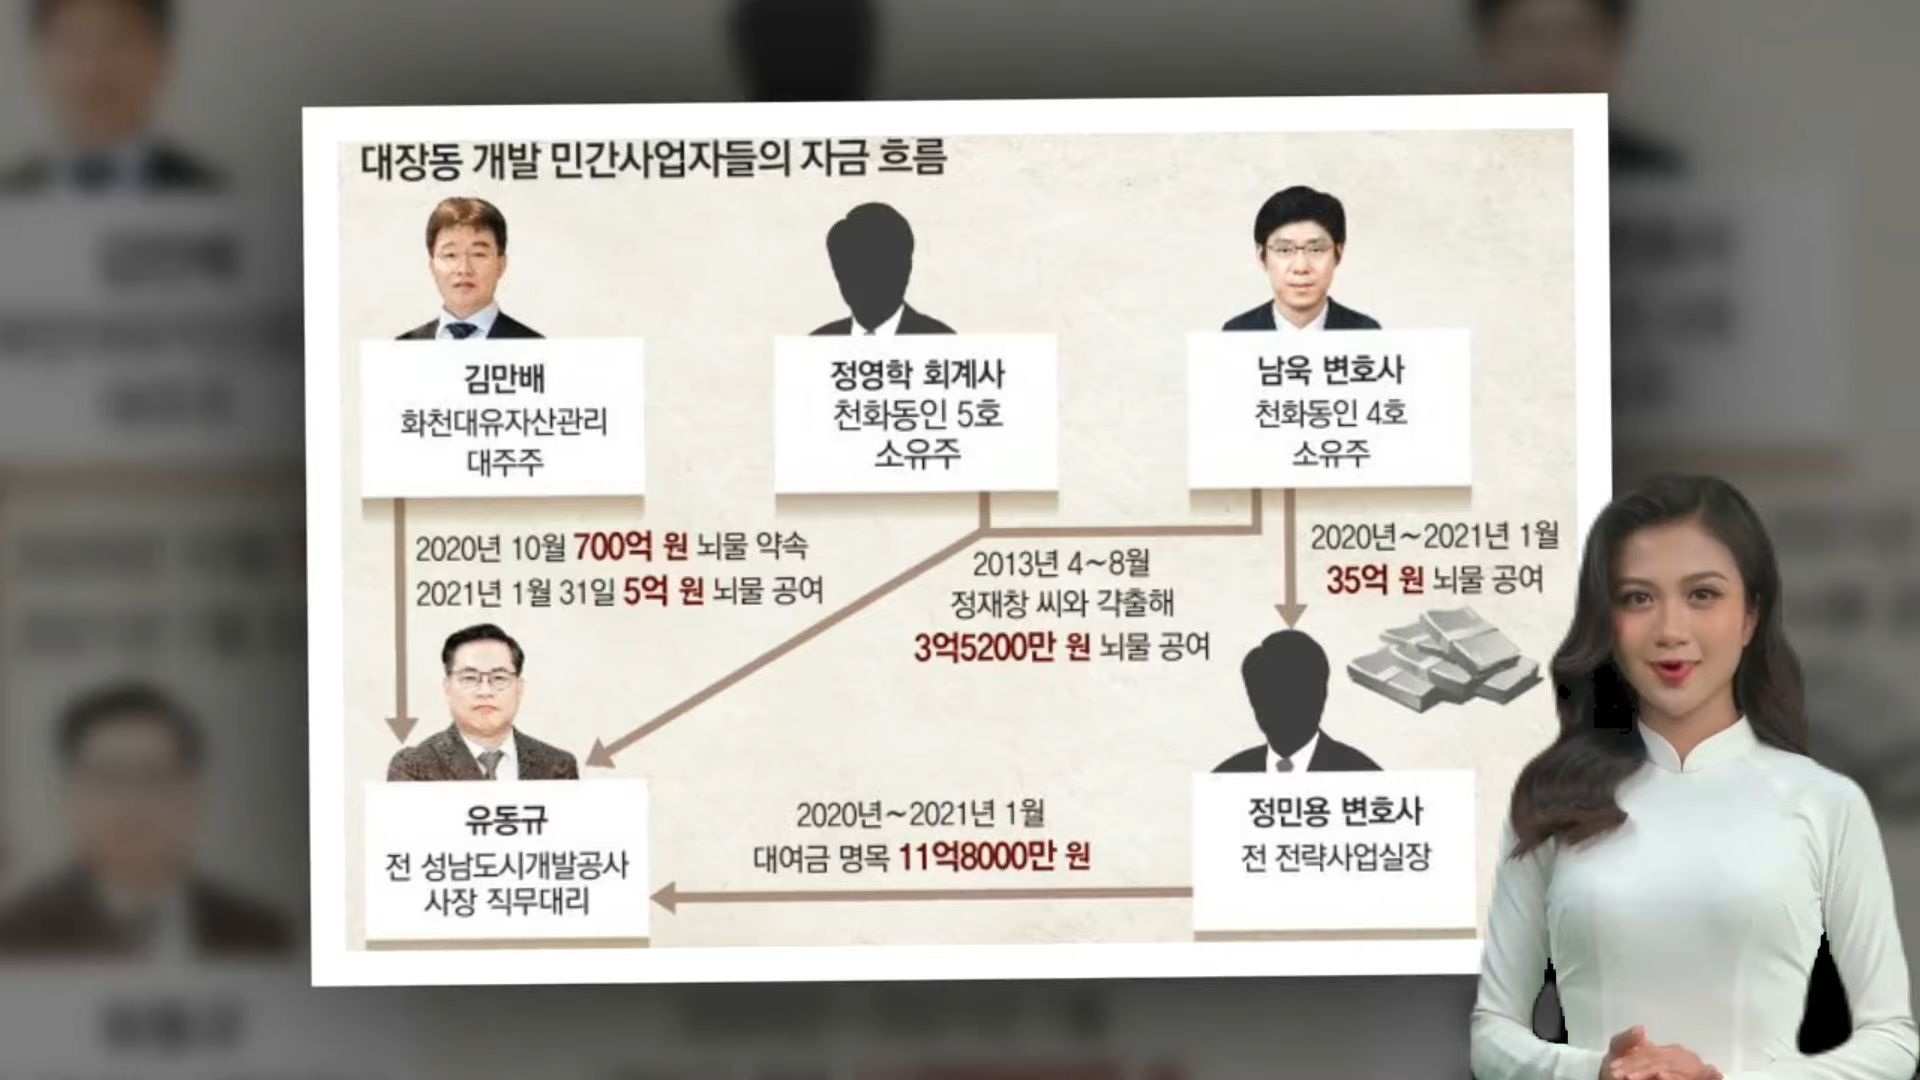 대장동 개발 민간사업자들의 자금 흐름
김만배
화천대유자산관리
대주주
정영학 회계사
천화동인 5호
소유주
남욱 변호사
천화동인 4호
소유주
2020년 10월 700억 원 뇌물 약속
2021년 1월 31일 5억 원 뇌물 공여
2013년 4~8월
정재창 씨와 갹출해
3억5200만 원 뇌물 공여
2020년~2021년 1월
35억 원 뇌물 공여
유동규
전 성남도시개발공사
사장 직무대리
2020년~2021년 1월
대여금 명목 11억8000만 원
정민용 변호사
전 전략사업실장